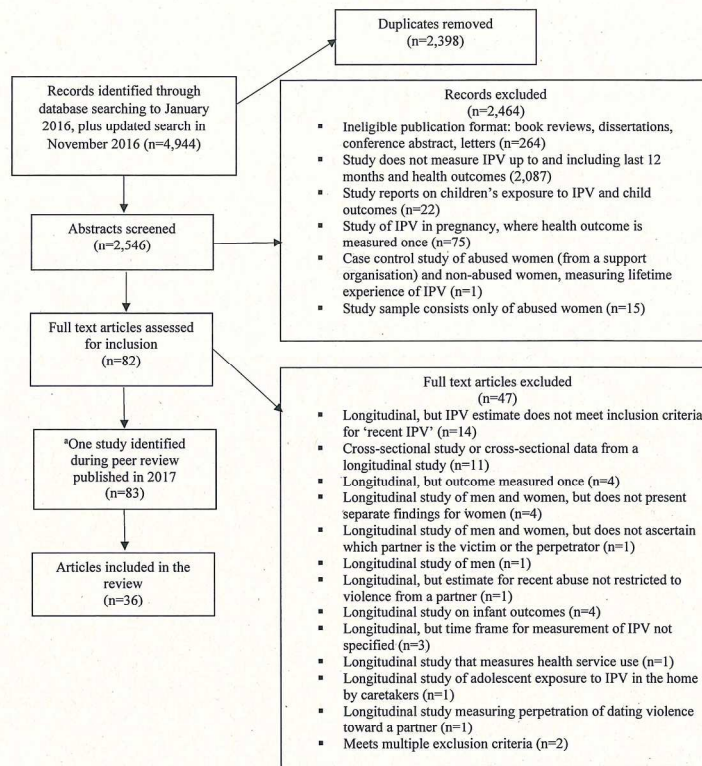 Duplicates removed
(n=2,398)
Records identified through
database searching to January
2016, plus updated search in
November 2016 (n=4,944)
Records excluded
(n=2,464)
▪ Ineligible publication format: book reviews, dissertations,
conference abstract, letters (n=264)
▪ Study does not measure IPV up to and including last 12
months and health outcomes (2,087)
▪ Study reports on children's exposure to IPV and child
outcomes (n=22)
▪ Study of IPV in pregnancy, where health outcome is
measured once (n=75)
▪ Case control study of abused women (from a support
organisation) and non-abused women, measuring lifetime
experience of IPV (n=1)
▪ Study sample consists only of abused women (n=15)
Abstracts screened
(n=2,546)
Full text articles assessed
for inclusion
(n=82)
Full text articles excluded
(n=47)
▪ Longitudinal, but IPV estimate does not meet inclusion criteria
for 'recent IPV' (n=14)
▪ Cross-sectional study or cross-sectional data from a
longitudinal study (n=11)
▪ Longitudinal, but outcome measured once (n=4)
▪ Longitudinal study of men and women, but does not present
separate findings for women (n=4)
▪ Longitudinal study of men and women, but does not ascertain
which partner is the victim or the perpetrator (n=1)
▪ Longitudinal study of men (n=1)
▪ Longitudinal, but estimate for recent abuse not restricted to
violence from a partner (n=1)
▪ Longitudinal study on infant outcomes (n=4)
▪ Longitudinal, but time frame for measurement of IPV not
specified (n=3)
▪ Longitudinal study that measures health service use (n=1)
▪ Longitudinal study of adolescent exposure to IPV in the home
by caretakers (n=1)
▪ Longitudinal study measuring perpetration of dating violence
toward a partner (n=1)
▪ Meets multiple exclusion criteria (n=2)
ᵃOne study identified
during peer review
published in 2017
(n=83)
Articles included in the
review
(n=36)